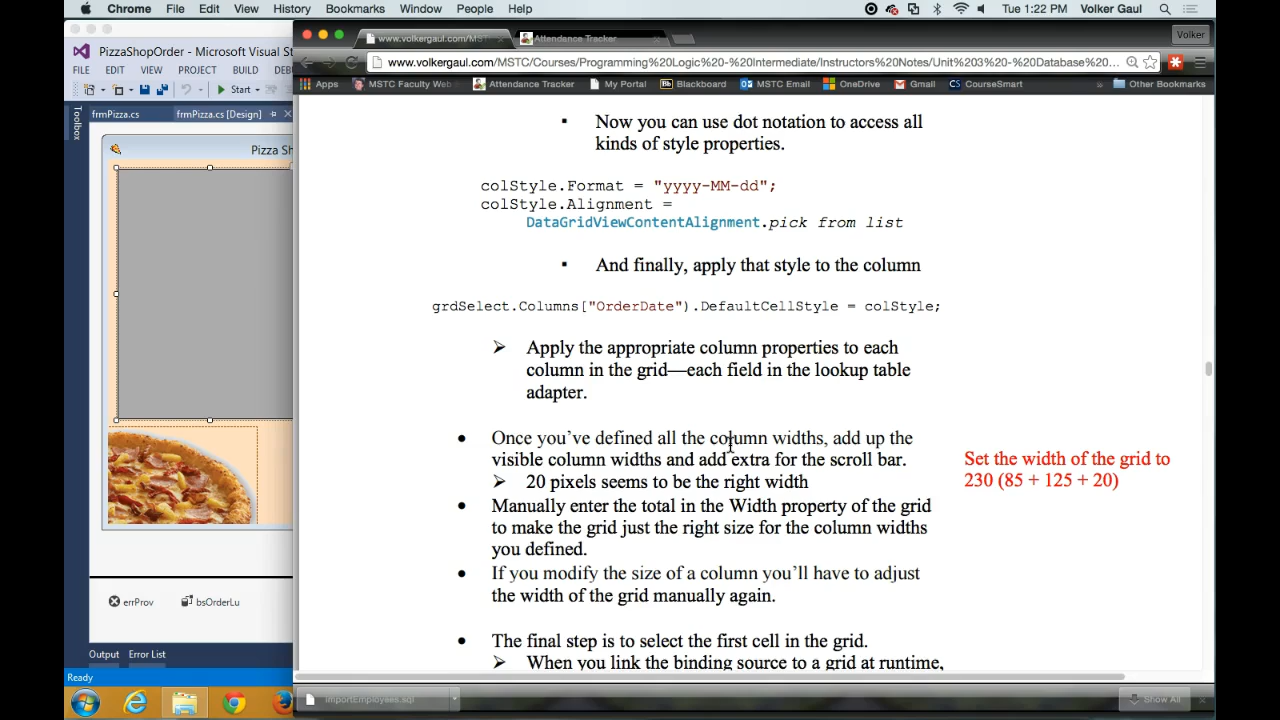 Chrome File Edit View History Bookmarks Window People Help Tue 1:22 PM Volker Gaul
PizzaShopOrder - Microsoft Visual St
FILE EDIT VIEW PROJECT BUILD DEBU
Start
frmPizza.cs frmPizza.cs [Design]
Toolbox
Pizza Sh
errProv bsOrderLu
Output Error List
Ready
www.volkergaul.com/MST Attendance Tracker Volker
www.volkergaul.com/MSTC/Courses/Programming%20Logic%20-%20Intermediate/Instructors%20Notes/Unit%203%20-%20Database%20...
Apps MSTC Faculty Web Attendance Tracker My Portal Blackboard MSTC Email OneDrive Gmail CourseSmart » Other Bookmarks
▪ Now you can use dot notation to access all
kinds of style properties.
colStyle.Format = "yyyy-MM-dd";
colStyle.Alignment =
DataGridViewContentAlignment.pick from list
▪ And finally, apply that style to the column
grdSelect.Columns["OrderDate").DefaultCellStyle = colStyle;
➢ Apply the appropriate column properties to each
column in the grid—each field in the lookup table
adapter.
• Once you've defined all the column widths, add up the
visible column widths and add extra for the scroll bar.
➢ 20 pixels seems to be the right width
Set the width of the grid to
230 (85 + 125 + 20)
• Manually enter the total in the Width property of the grid
to make the grid just the right size for the column widths
you defined.
• If you modify the size of a column you'll have to adjust
the width of the grid manually again.
• The final step is to select the first cell in the grid.
➢ When you link the binding source to a grid at runtime,
ImportEmployees.sql Show All